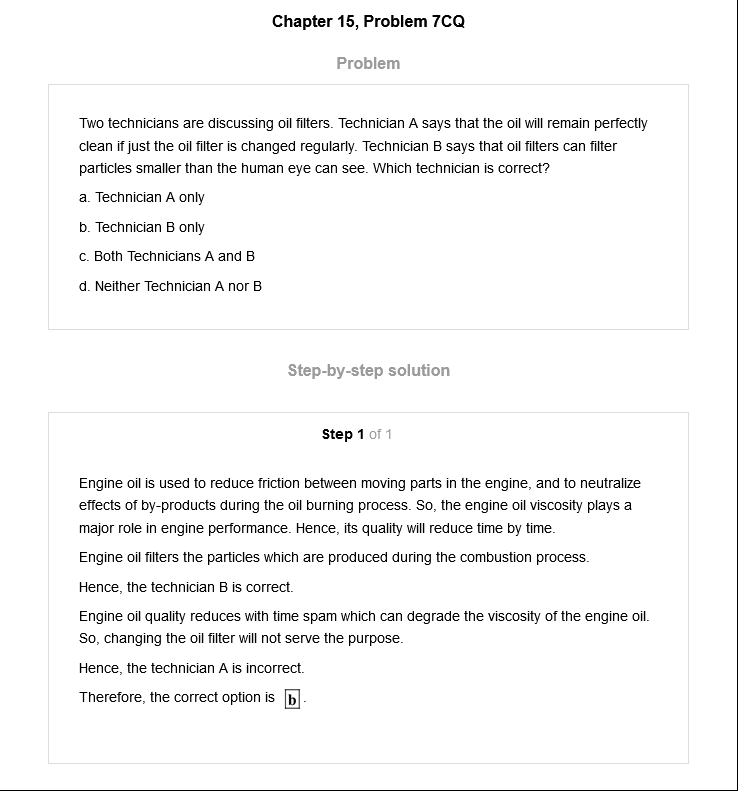 Chapter 15, Problem 7CQ
Problem
Two technicians are discussing oil filters. Technician A says that the oil will remain perfectly
clean if just the oil filter is changed regularly. Technician B says that oil filters can filter
particles smaller than the human eye can see. Which technician is correct?
a. Technician A only
b. Technician B only
c. Both Technicians A and B
d. Neither Technician A nor B
Step-by-step solution
Step 1 of 1
Engine oil is used to reduce friction between moving parts in the engine, and to neutralize
effects of by-products during the oil burning process. So, the engine oil viscosity plays a
major role in engine performance. Hence, its quality will reduce time by time.
Engine oil filters the particles which are produced during the combustion process.
Hence, the technician B is correct.
Engine oil quality reduces with time spam which can degrade the viscosity of the engine oil.
So, changing the oil filter will not serve the purpose.
Hence, the technician A is incorrect.
Therefore, the correct option is b.